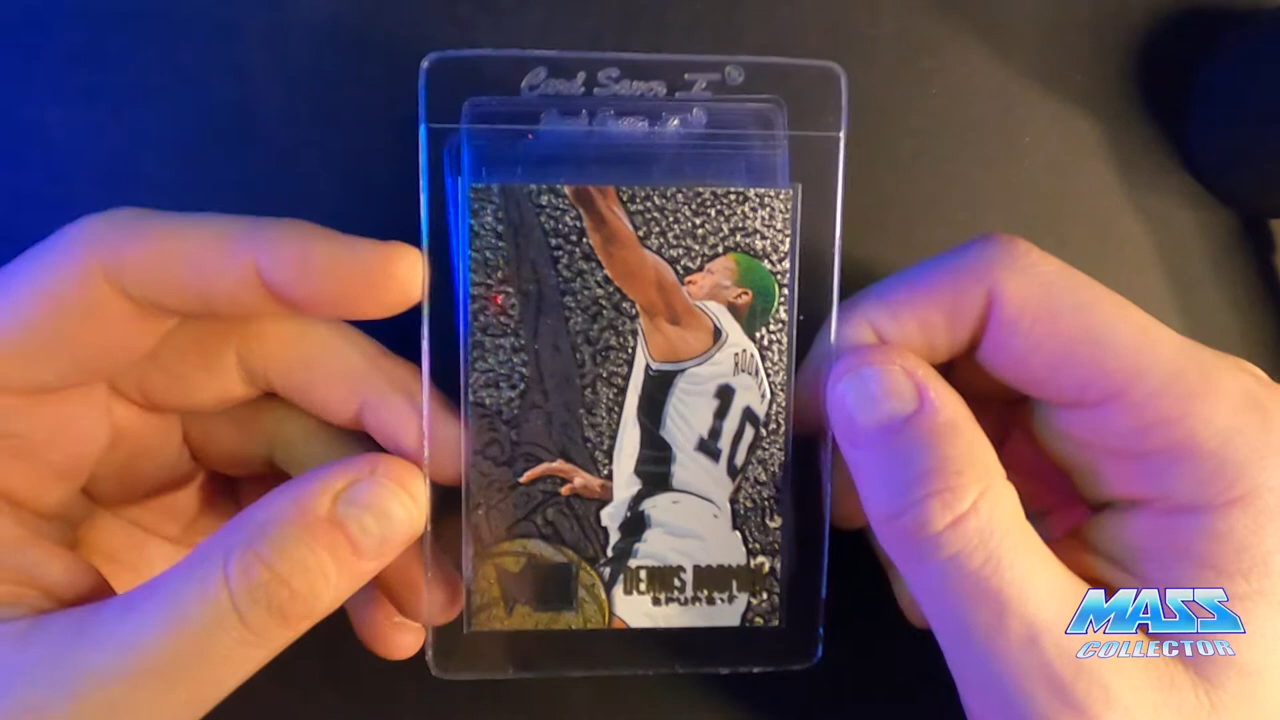 Card Saver I®
RODMAN
10
DENNIS RODMAN
SPURS•F
MASS
COLLECTOR